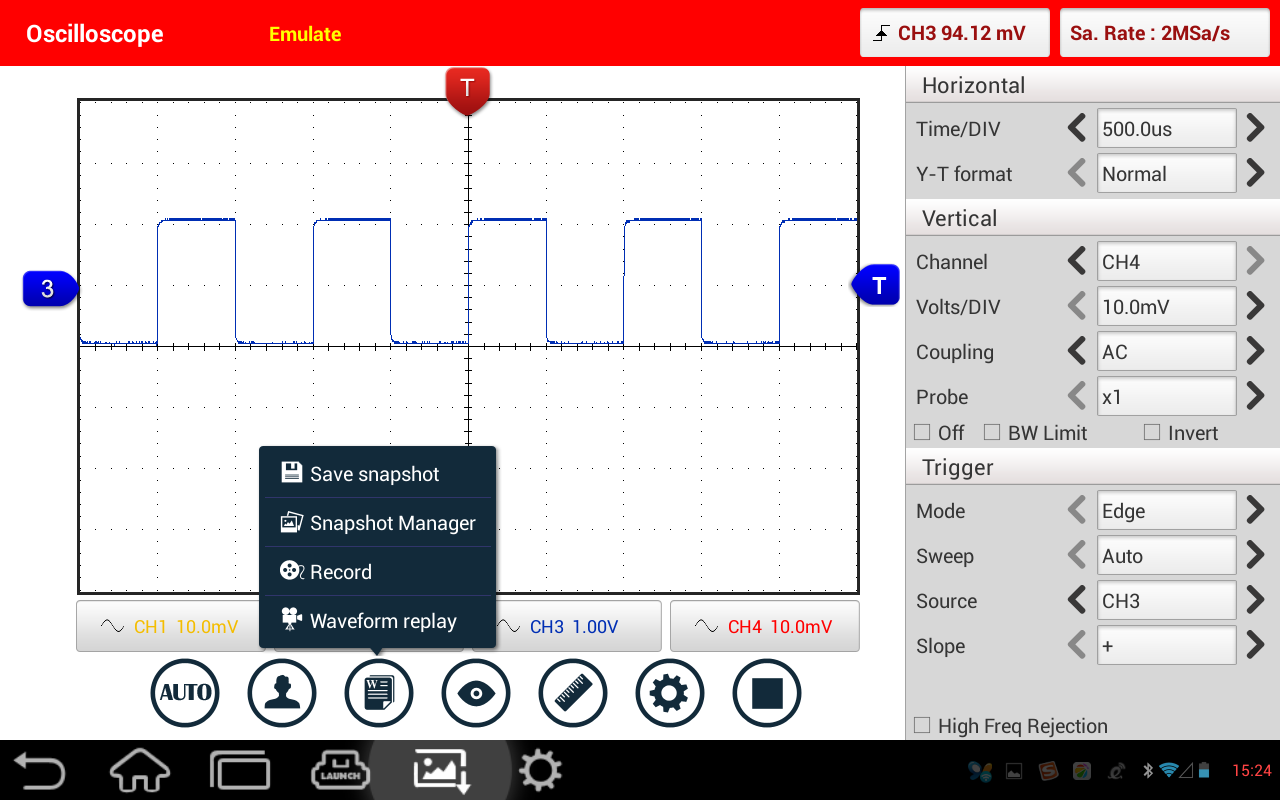 Oscilloscope
Emulate
CH3 94.12 mV
Sa. Rate : 2MSa/s
T
3
T
Horizontal
Time/DIV 500.0us
Y-T format Normal
Vertical
Channel CH4
Volts/DIV 10.0mV
Coupling AC
Probe x1
Off BW Limit Invert
Trigger
Mode Edge
Sweep Auto
Source CH3
Slope +
High Freq Rejection
Save snapshot
Snapshot Manager
Record
Waveform replay
CH1 10.0mV
CH3 1.00V
CH4 10.0mV
AUTO
W
LAUNCH
15:24